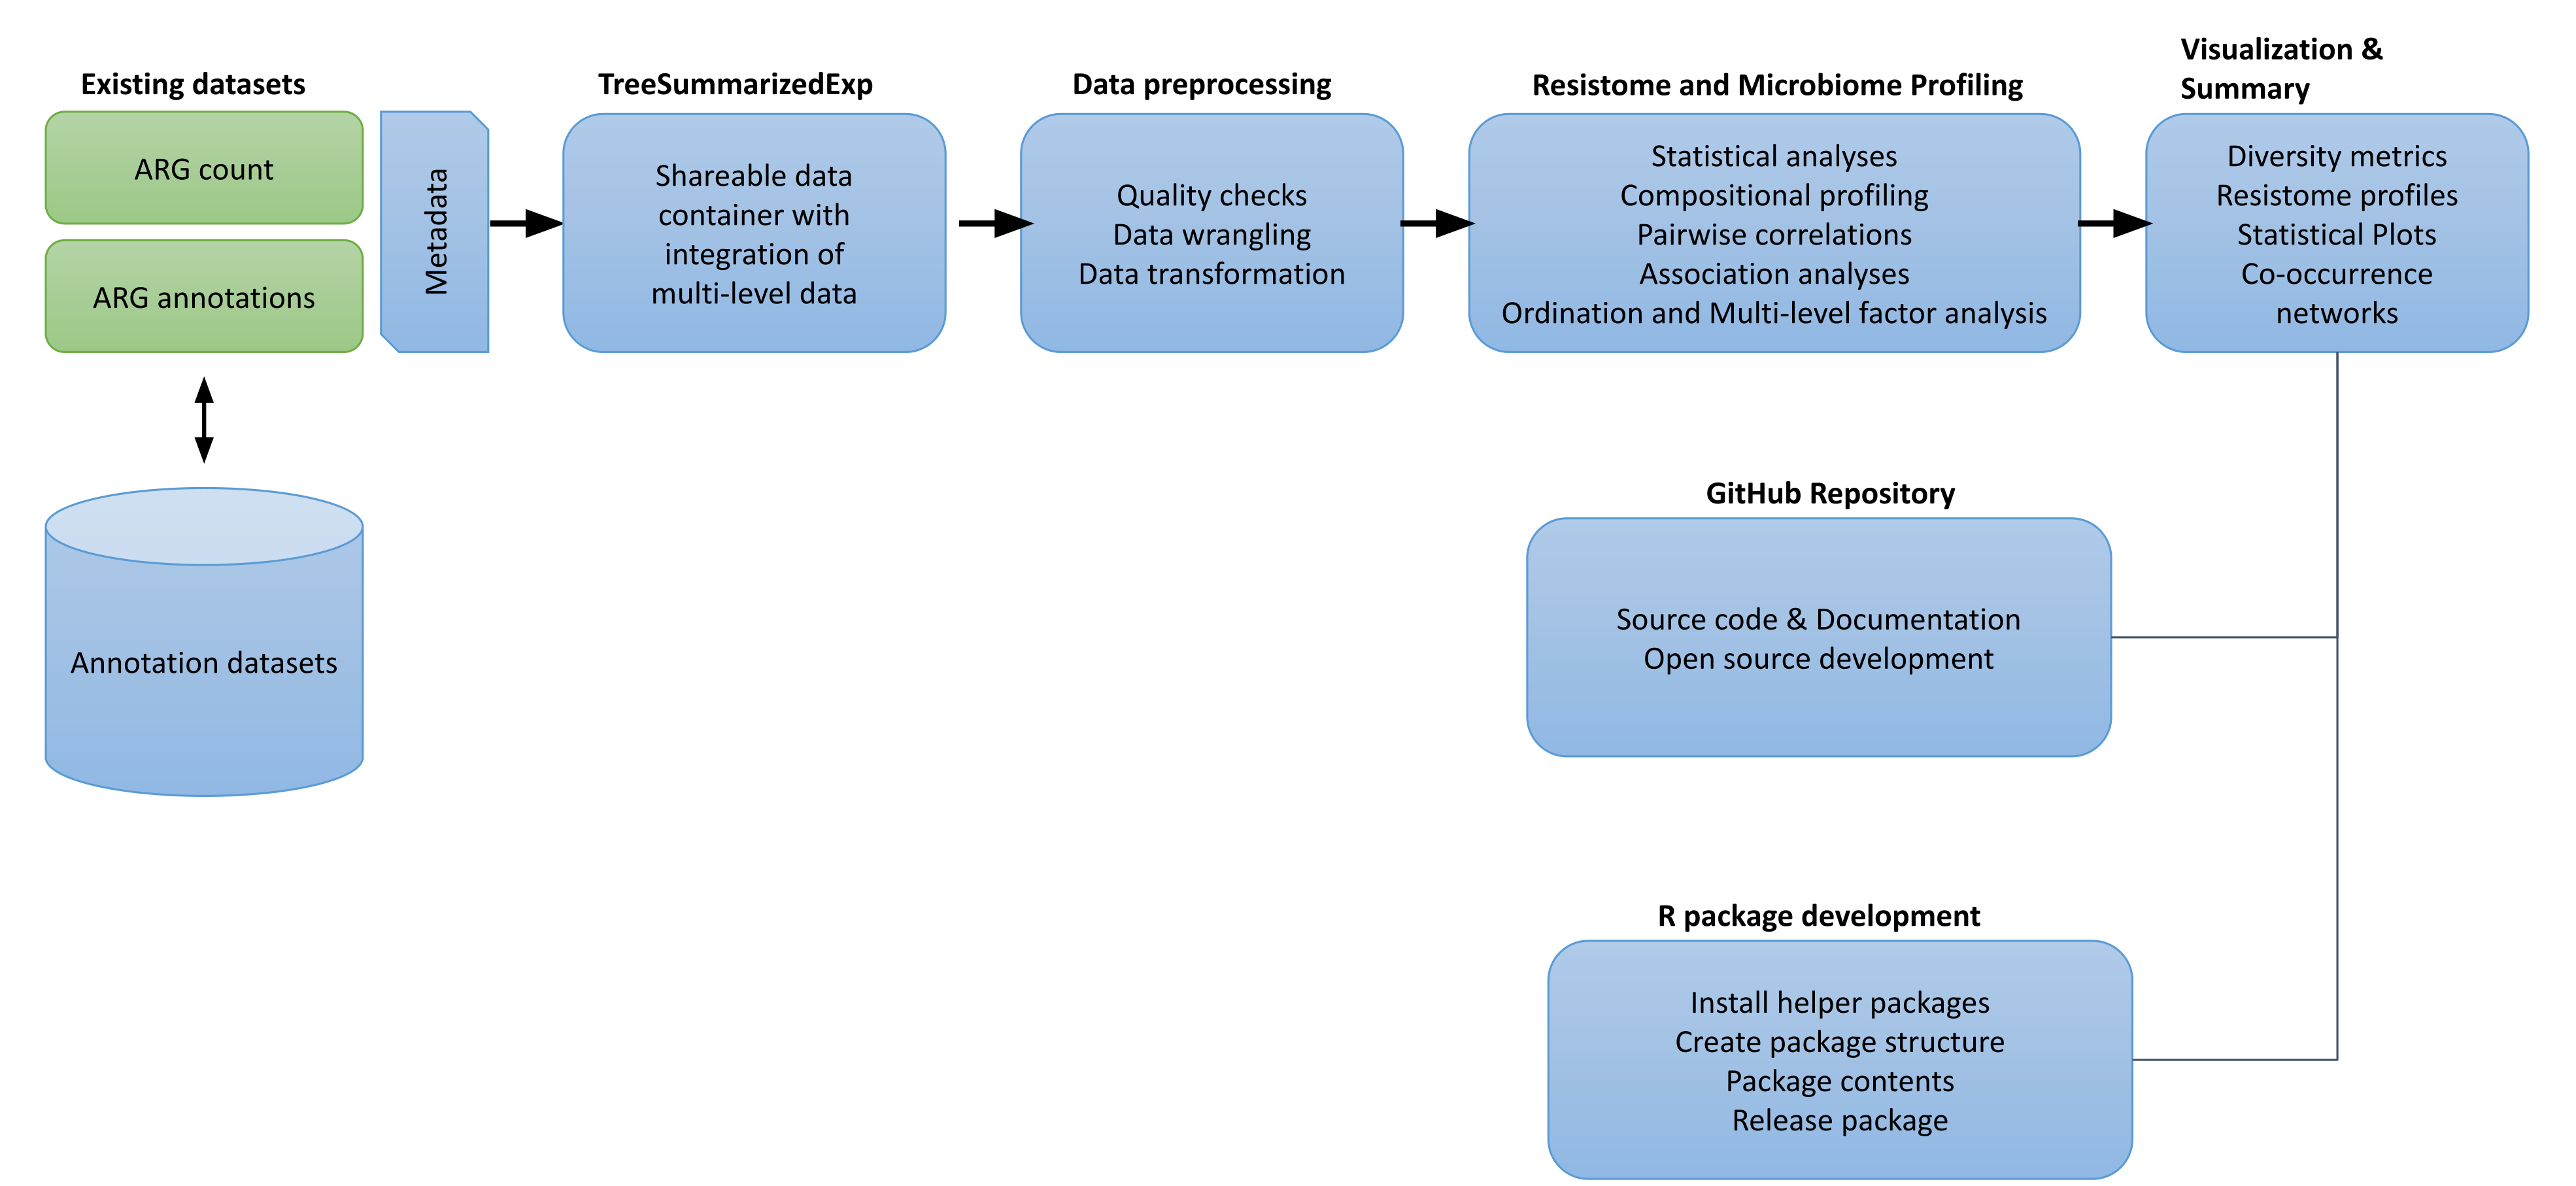 Existing datasets
ARG count
ARG annotations
Metadata
Annotation datasets
TreeSummarizedExp
Shareable data
container with
integration of
multi-level data
Data preprocessing
Quality checks
Data wrangling
Data transformation
Resistome and Microbiome Profiling
Statistical analyses
Compositional profiling
Pairwise correlations
Association analyses
Ordination and Multi-level factor analysis
Visualization &
Summary
Diversity metrics
Resistome profiles
Statistical Plots
Co-occurrence
networks
GitHub Repository
Source code & Documentation
Open source development
R package development
Install helper packages
Create package structure
Package contents
Release package